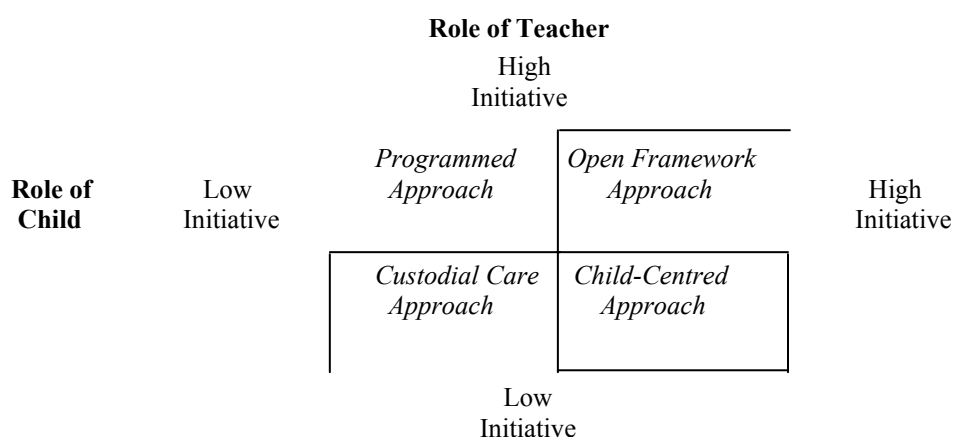 Role of Teacher
High
Initiative
Programmed Open Framework
Approach Approach
Role of Low High
Child Initiative Initiative
Custodial Care Child-Centred
Approach Approach
Low
Initiative